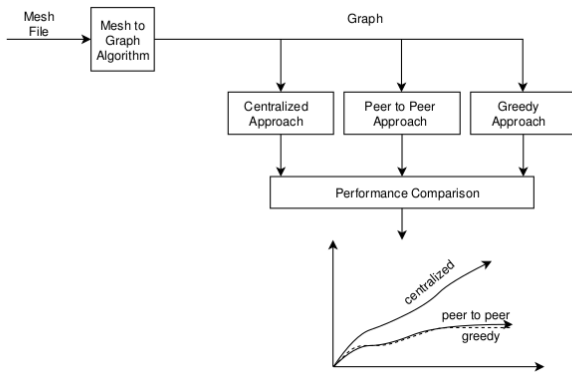 Mesh
File
Mesh to
Graph
Algorithm
Graph
Centralized
Approach
Peer to Peer
Approach
Greedy
Approach
Performance Comparison
centralized
peer to peer
greedy